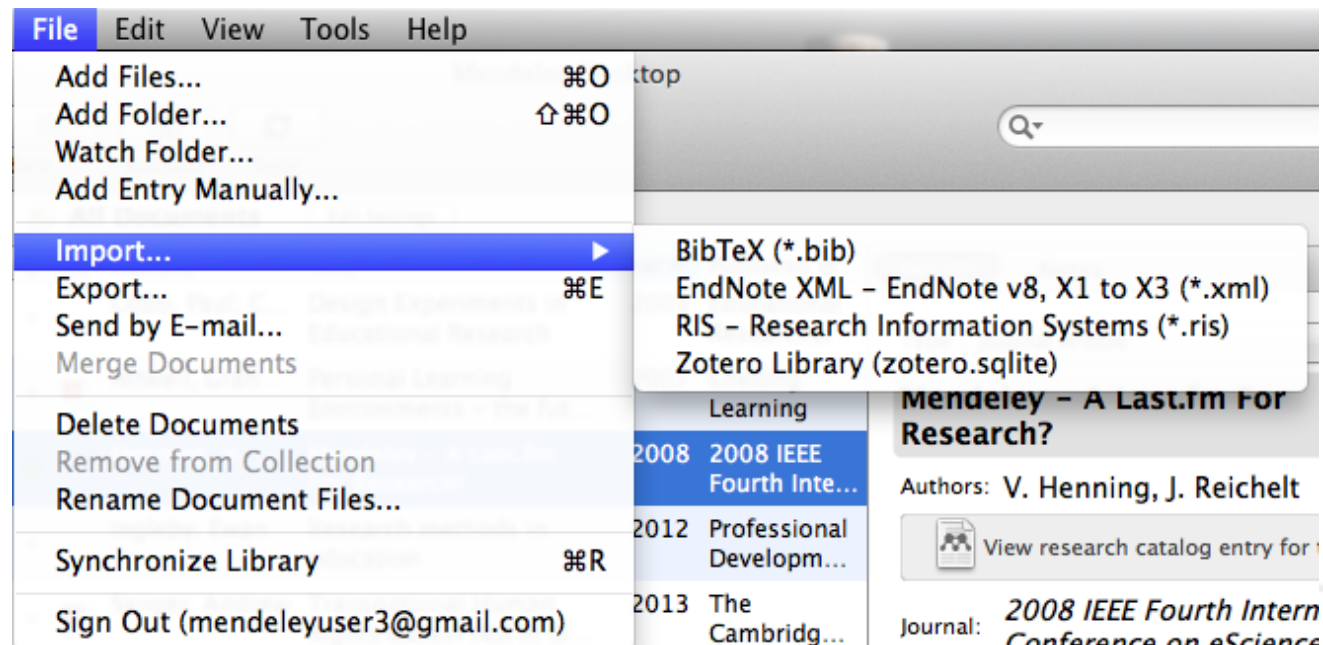 File Edit View Tools Help
Add Files... ⌘O
Add Folder... ⇧⌘O
Watch Folder...
Add Entry Manually...
Import...
Export... ⌘E
Send by E-mail...
Merge Documents
Delete Documents
Remove from Collection
Rename Document Files...
Synchronize Library ⌘R
Sign Out (mendeleyuser3@gmail.com)
BibTeX (*.bib)
EndNote XML – EndNote v8, X1 to X3 (*.xml)
RIS – Research Information Systems (*.ris)
Zotero Library (zotero.sqlite)
Learning
2008 2008 IEEE
Fourth Inte...
2012 Professional
Developm...
2013 The
Cambridg...
Mendeley – A Last.fm For
Research?
Authors: V. Henning, J. Reichelt
View research catalog entry for
Journal: 2008 IEEE Fourth Intern
Conference on eScience